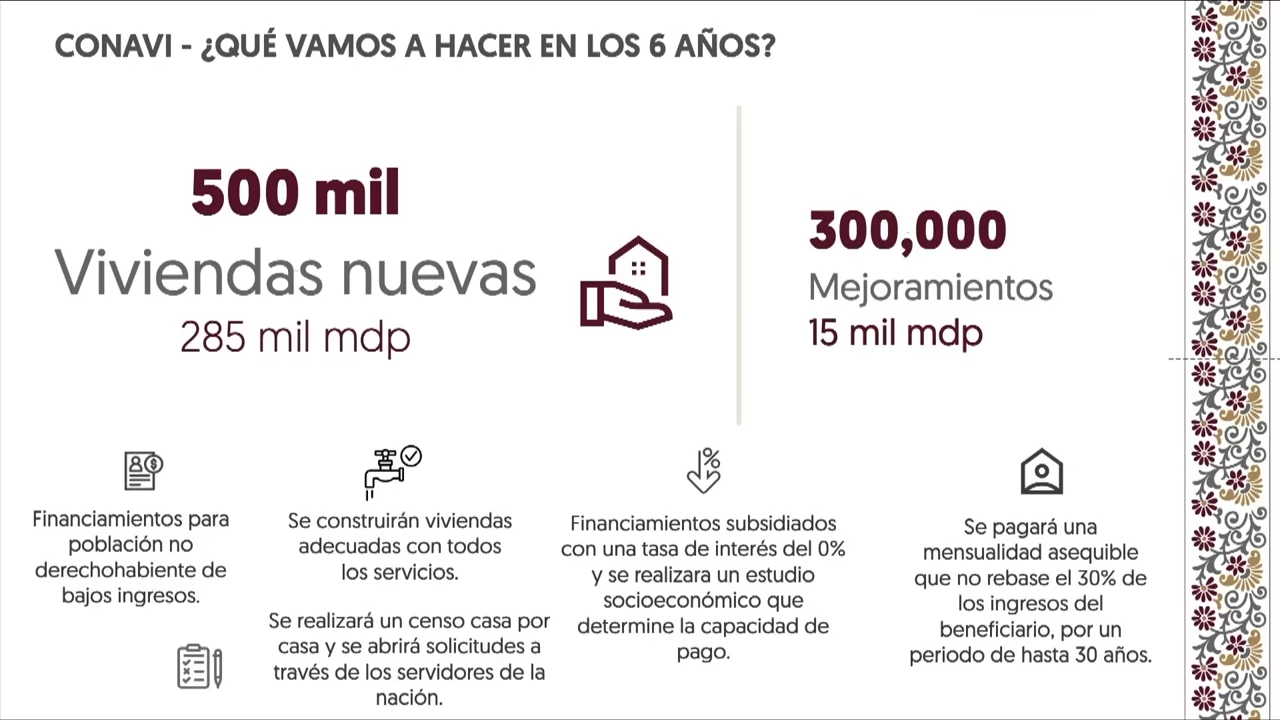 CONAVI - ¿QUÉ VAMOS A HACER EN LOS 6 AÑOS?
500 mil
Viviendas nuevas
285 mil mdp
300,000
Mejoramientos
15 mil mdp
Financiamientos para
población no
derechohabiente de
bajos ingresos.
Se construirán viviendas
adecuadas con todos
los servicios.
Se realizará un censo casa por
casa y se abrirá solicitudes a
través de los servidores de la
nación.
Financiamientos subsidiados
con una tasa de interés del 0%
y se realizara un estudio
socioeconómico que
determine la capacidad de
pago.
Se pagará una
mensualidad asequible
que no rebase el 30% de
los ingresos del
beneficiario, por un
periodo de hasta 30 años.